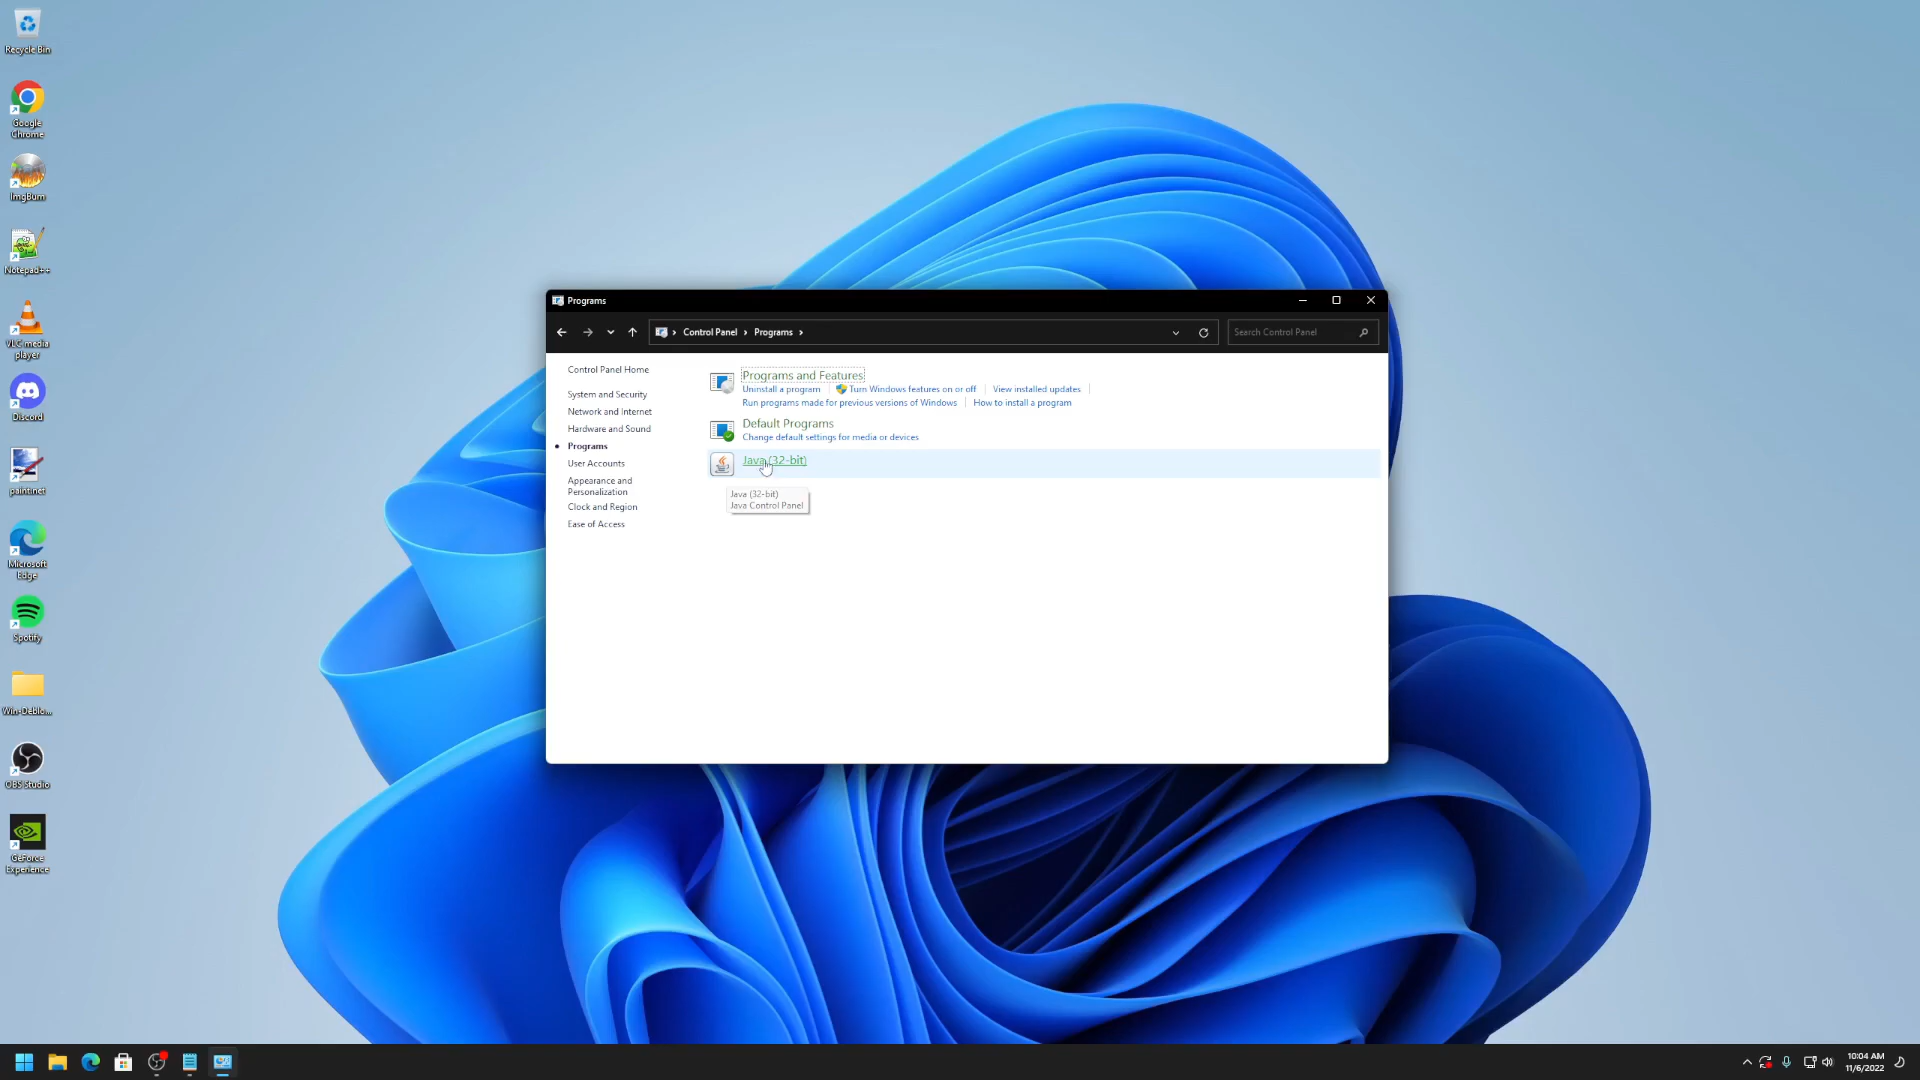 Recycle Bin
Google
Chrome
ImgBurn
Notepad++
VLC media
player
Discord
paint.net
Microsoft
Edge
Spotify
Win-Deblo...
OBS Studio
GeForce
Experience
Programs
Control Panel
Programs
Search Control Panel
Control Panel Home
System and Security
Network and Internet
Hardware and Sound
Programs
User Accounts
Appearance and
Personalization
Clock and Region
Ease of Access
Programs and Features
Uninstall a program
Turn Windows features on or off
View installed updates
Run programs made for previous versions of Windows
How to install a program
Default Programs
Change default settings for media or devices
Java (32-bit)
Java (32-bit)
Java Control Panel
10:04 AM
11/6/2022